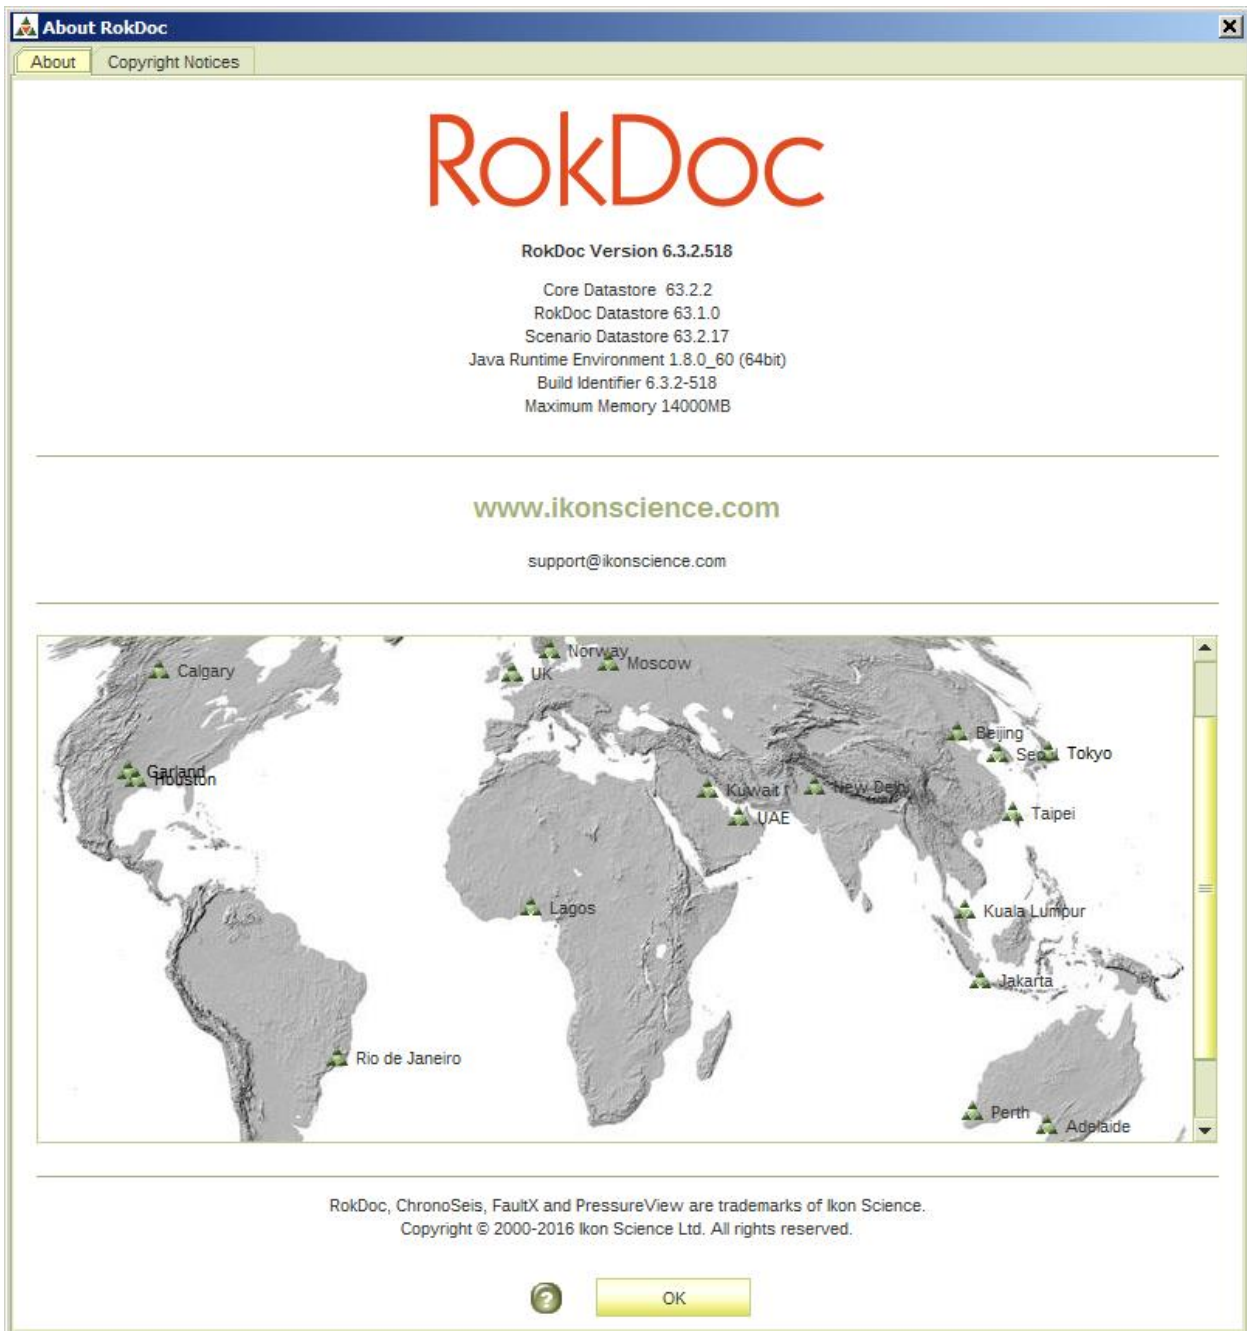 About RokDoc
About Copyright Notices
RokDoc
RokDoc Version 6.3.2.518
Core Datastore 63.2.2
RokDoc Datastore 63.1.0
Scenario Datastore 63.2.17
Java Runtime Environment 1.8.0_60 (64bit)
Build Identifier 6.3.2-518
Maximum Memory 14000MB
www.ikonscience.com
support@ikonscience.com
Norway
Moscow
Calgary
UK
Beijing
Seoul
Tokyo
Garland
Houston
Kuwait
New Delhi
UAE
Taipei
Lagos
Kuala Lumpur
Jakarta
Rio de Janeiro
Perth
Adelaide
RokDoc, ChronoSeis, FaultX and PressureView are trademarks of Ikon Science.
Copyright © 2000-2016 Ikon Science Ltd. All rights reserved.
?
OK